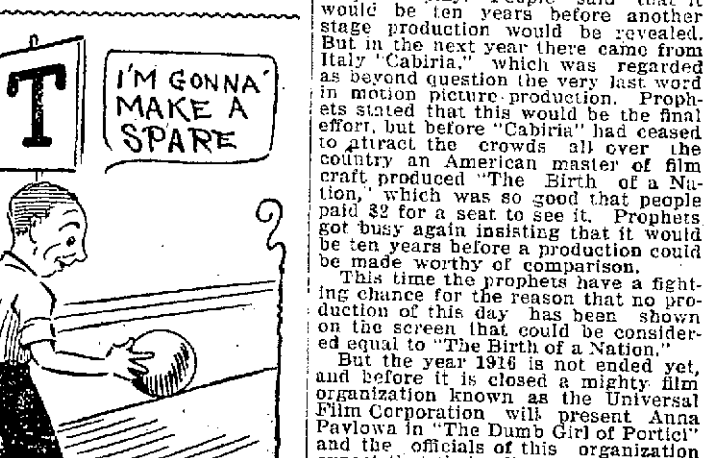 T
I'M GONNA'
MAKE A
SPARE
would be ten years before another
stage production would be revealed.
But in the next year there came from
Italy "Cabiria," which was regarded
as beyond question the very last word
in motion picture production. Proph-
ets stated that this would be the final
effort, but before "Cabiria" had ceased
to attract the crowds all over the
country an American master of film
craft produced "The Birth of a Na-
tion," which was so good that people
paid $2 for a seat to see it. Prophets
got busy again insisting that it would
be ten years before a production could
be made worthy of comparison.
This time the prophets have a fight-
ing chance for the reason that no pro-
duction of this day has been shown
on the screen that could be consider-
ed equal to "The Birth of a Nation."
But the year 1916 is not ended yet,
and before it is closed a mighty film
organization known as the Universal
Film Corporation will present Anna
Pavlowa in "The Dumb Girl of Portici"
and the officials of this organization